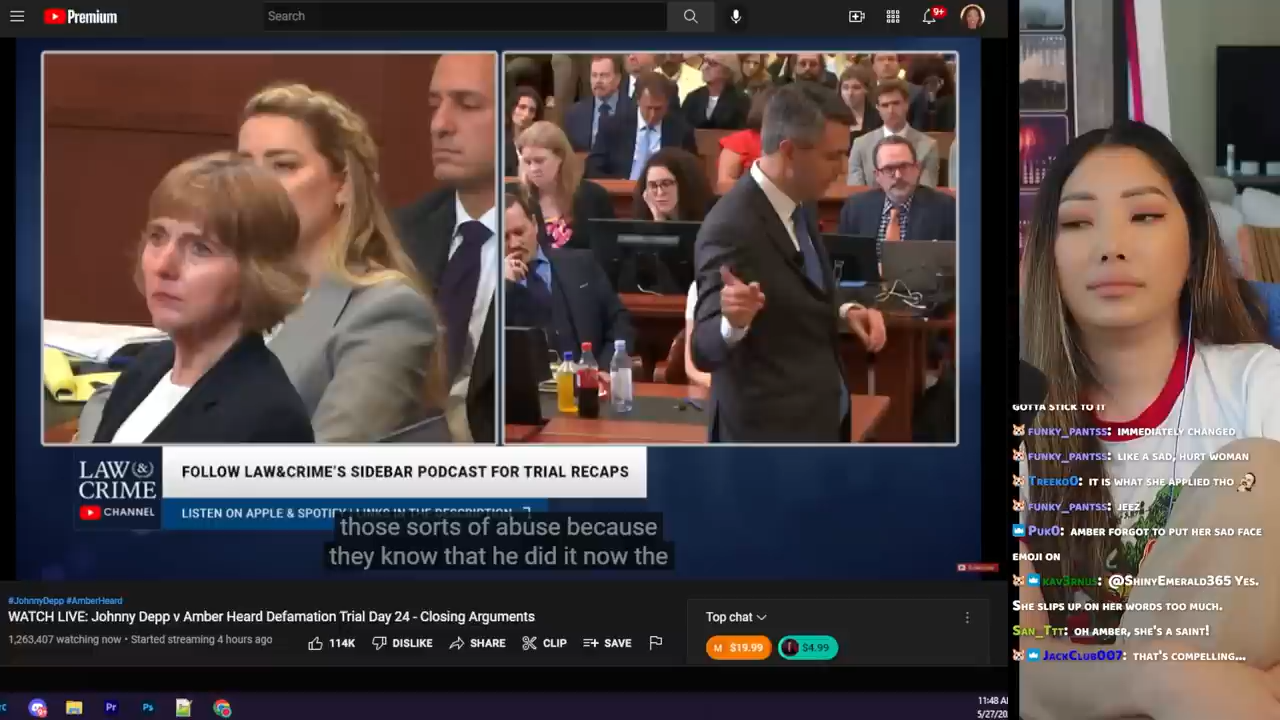 Premium
Search
9+
LAW&
CRIME
CHANNEL
FOLLOW LAW&CRIME'S SIDEBAR PODCAST FOR TRIAL RECAPS
LISTEN ON APPLE & SPOTIFY | LINKS IN THE DESCRIPTION
those sorts of abuse because
they know that he did it now the
#JohnnyDepp #AmberHeard
WATCH LIVE: Johnny Depp v Amber Heard Defamation Trial Day 24 - Closing Arguments
1,263,407 watching now • Started streaming 4 hours ago
114K
DISLIKE
SHARE
CLIP
SAVE
Top chat
M $19.99
$4.99
GOTTA STICK TO IT
FUNKY_PANTSS: IMMEDIATELY CHANGED
FUNKY_PANTSS: LIKE A SAD, HURT WOMAN
TREEKO0: IT IS WHAT SHE APPLIED THO
FUNKY_PANTSS: JEEZ
PUK0: AMBER FORGOT TO PUT HER SAD FACE
EMOJI ON
KAV3RNUS: @SHINYEMERALD365 YES.
SHE SLIPS UP ON HER WORDS TOO MUCH.
SAN_TTT: OH AMBER, SHE'S A SAINT!
JACKCLUB007: THAT'S COMPELLING...
Pr
Ps
11:48 A
5/27/20